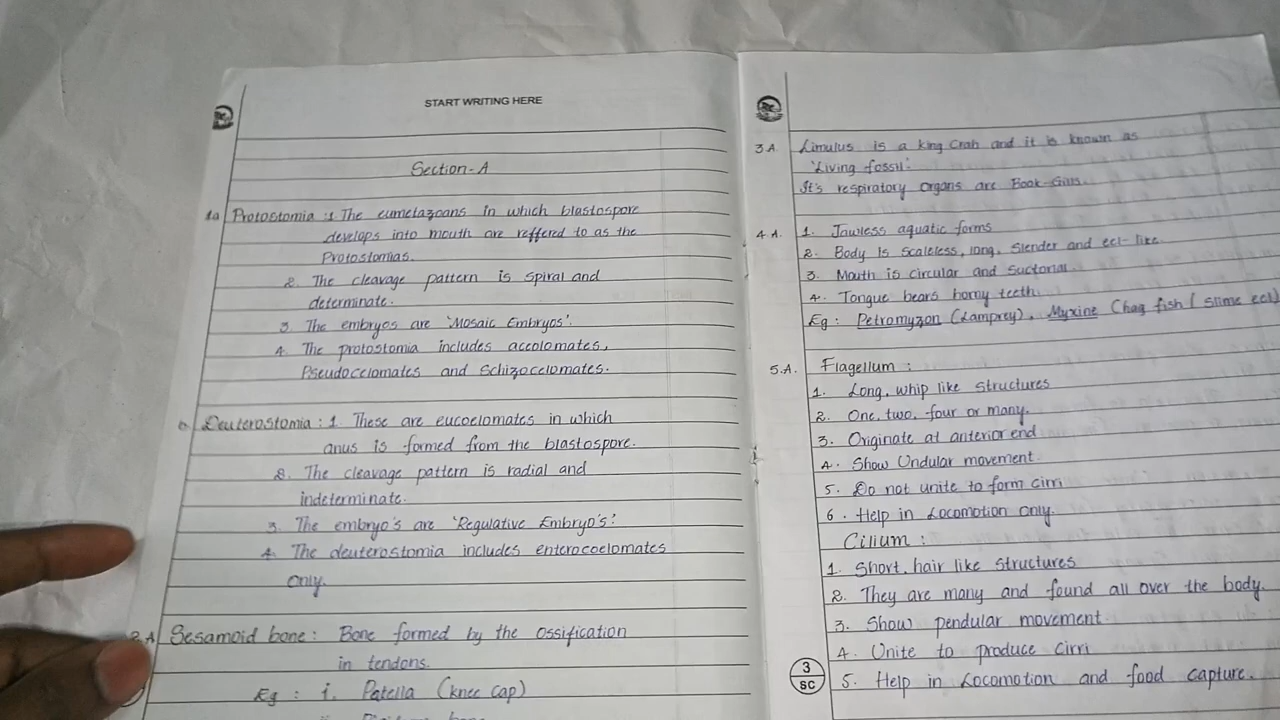 START WRITING HERE
Section-A
1a Protostomia : 1 The eumetazoans in which blastospore
develops into mouth are reffered to as the
Protostomias.
2. The cleavage pattern is spiral and
determinate.
3. The embryos are 'Mosaic Embryos'.
4. The protostomia includes accolomates,
Pseudocelomates and Schizocelomates.
b Deuterostomia : 1. These are eucoelomates in which
anus is formed from the blastospore.
2. The cleavage pattern is radial and
indeterminate.
3. The embryo's are 'Regulative Embryo's'.
4. The deuterostomia includes enterocoelomates
only.
2 A Sesamoid bone : Bone formed by the ossification
in tendons.
Eg : i. Patella (knee cap)
bone
3 A. Limulus is a king Crab and it is known as
'Living fossil'.
It's respiratory Organs are Book-Gills.
4 A. 1. Jawless aquatic forms
2. Body is Scaleless, long, Slender and eel-like.
3. Mouth is circular and Suctorial.
4. Tongue bears horny teeth.
Eg : Petromyzon (Lamprey), Myxine (hag fish / Slime eel)
5.A. Flagellum :
1. Long, whip like structures
2. One, two, four or many.
3. Originate at anterior end
4. Show Undular movement.
5. Do not unite to form cirri
6. Help in Locomotion only.
Cilium :
1. Short, hair like structures
2. They are many and found all over the body.
3. Show pendular movement.
4. Unite to produce cirri
5. Help in Locomotion and food capture.
3
SC